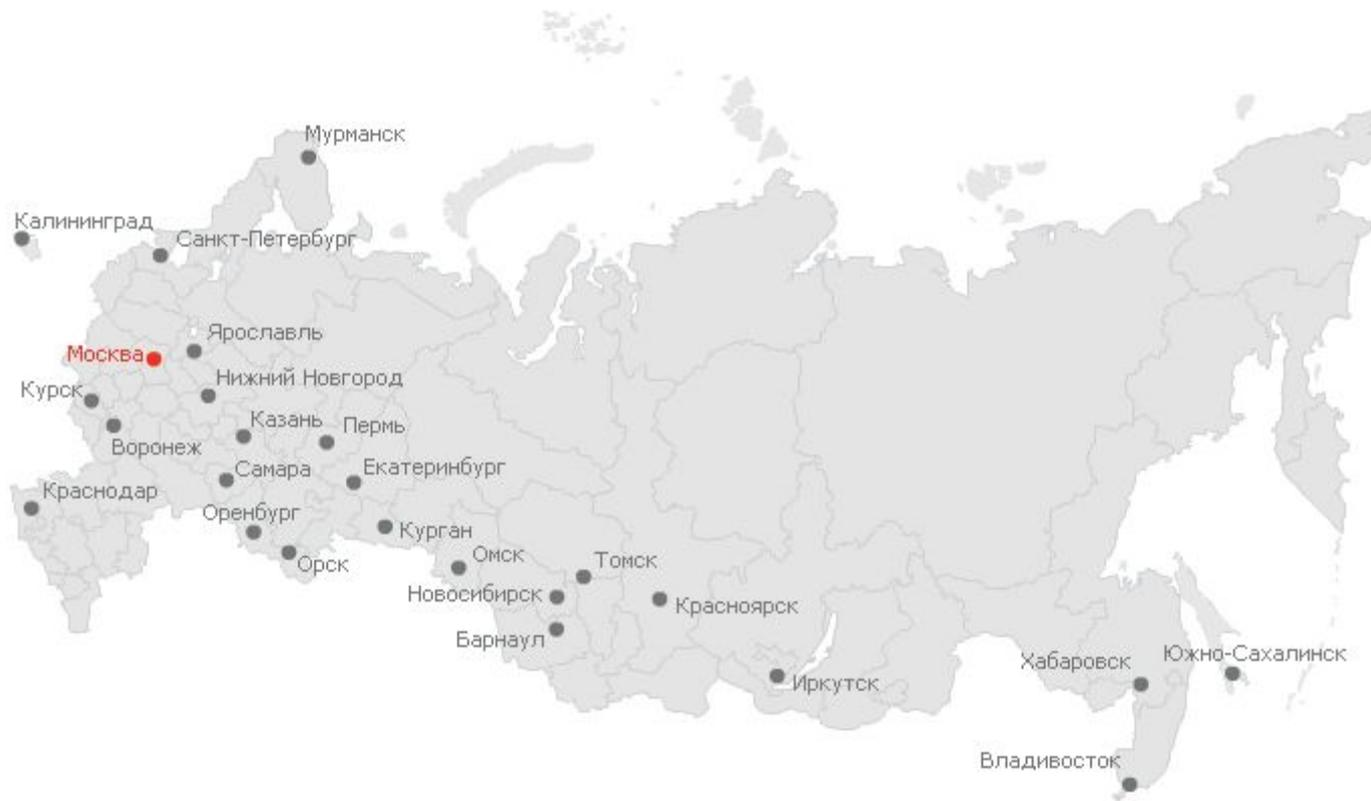 Мурманск
Калининград
Санкт-Петербург
Ярославль
Москва
Нижний Новгород
Курск
Казань
Пермь
Воронеж
Самара
Екатеринбург
Краснодар
Оренбург
Курган
Орск
Омск
Томск
Новосибирск
Красноярск
Барнаул
Хабаровск
Южно-Сахалинск
Иркутск
Владивосток